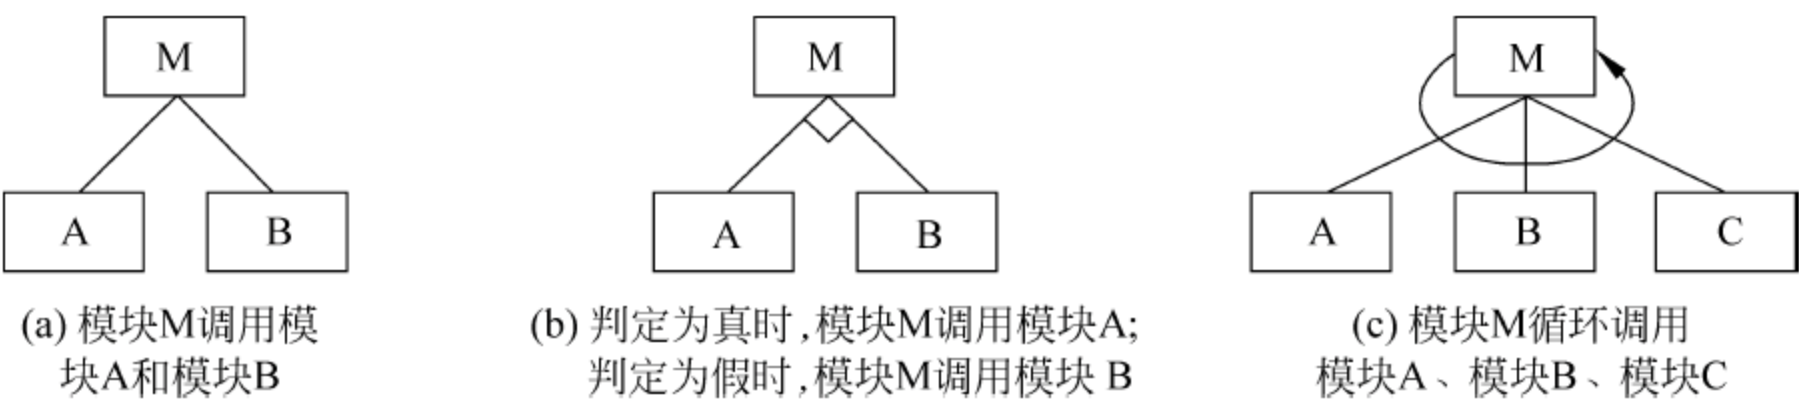 M
A
B
(a) 模块M调用模
块A和模块B
M
A
B
(b) 判定为真时,模块M调用模块A;
判定为假时,模块M调用模块 B
M
A
B
C
(c) 模块M循环调用
模块A、模块B、模块C